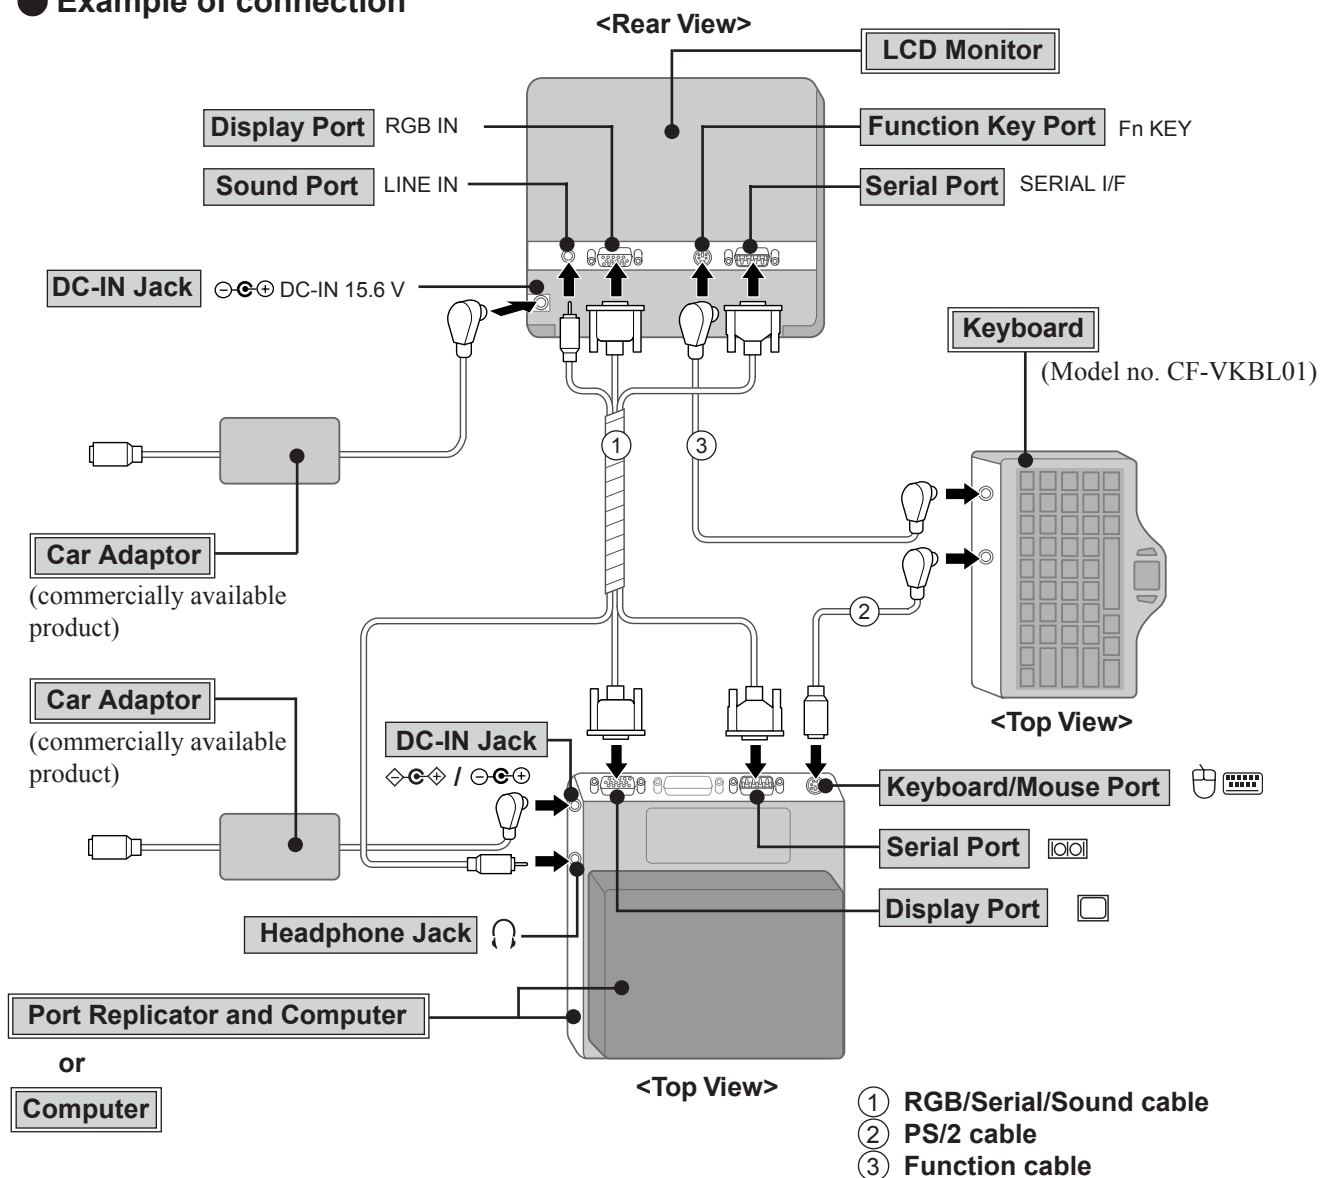 ● Example of connection
<Rear View>
LCD Monitor
Display Port RGB IN
Function Key Port Fn KEY
Sound Port LINE IN
Serial Port SERIAL I/F
DC-IN Jack DC-IN 15.6 V
Keyboard
(Model no. CF-VKBL01)
1
3
Car Adaptor
(commercially available
product)
2
Car Adaptor
(commercially available
product)
<Top View>
DC-IN Jack
/
Keyboard/Mouse Port
Serial Port
Display Port
Headphone Jack
Port Replicator and Computer
or
Computer
<Top View>
① RGB/Serial/Sound cable
② PS/2 cable
③ Function cable